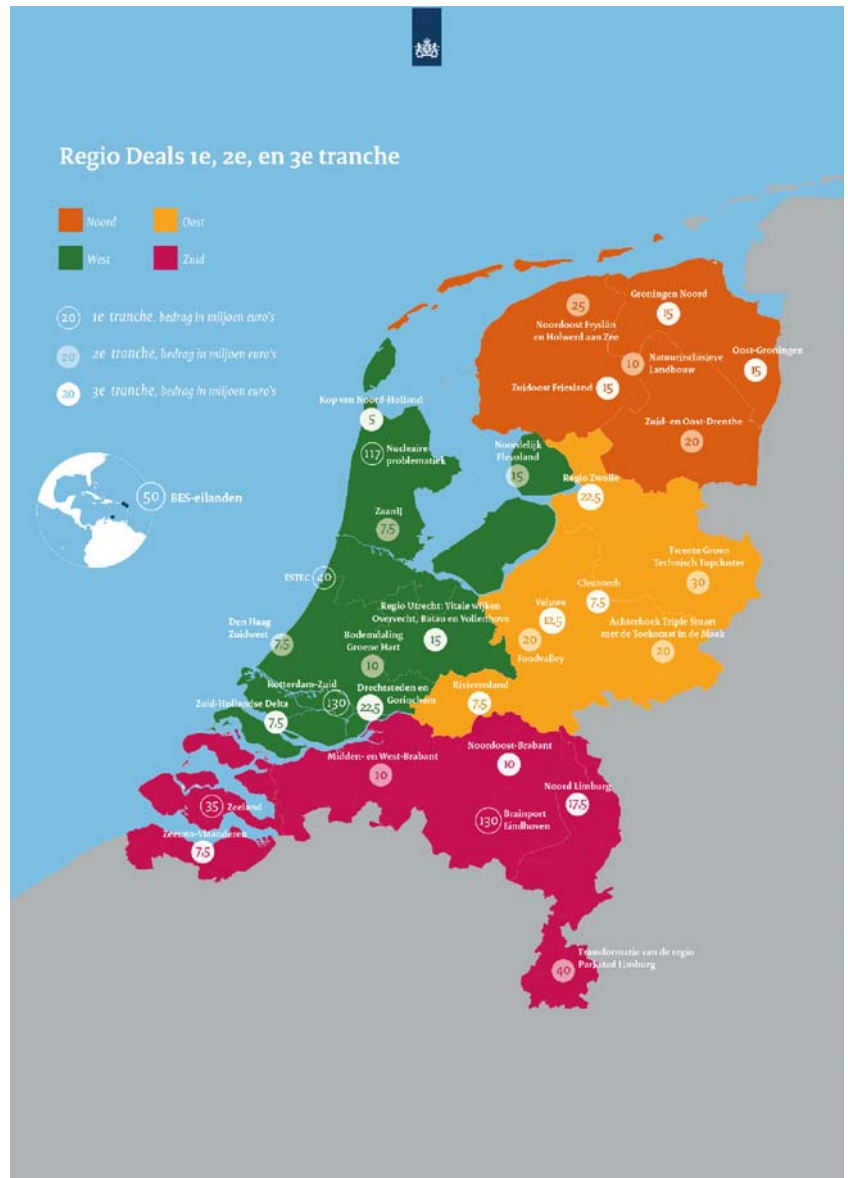 Regio Deals 1e, 2e, en 3e tranche
Noord
Oost
West
Zuid
20 1e tranche, bedrag in miljoen euro's
20 2e tranche, bedrag in miljoen euro's
20 3e tranche, bedrag in miljoen euro's
50 BES-eilanden
25
Noordoost Fryslân
en Holwerd aan Zee
Groningen Noord
15
10 Natuurinclusieve
Landbouw
Oost-Groningen
15
Zuidoost Friesland 15
Zuid- en Oost-Drenthe
20
Kop van Noord-Holland
5
117 Nucleaire-
problematiek
Noordelijk
Flevoland
15
Regio Zwolle
22,5
ZaanIJ
7,5
Twente Groen
Technisch Topcluster
30
ESTEC 40
Cleantech
7,5
Regio Utrecht: Vitale wijken
Overvecht, Batau en Vollenhove
15
Veluwe
12,5
Den Haag
Zuidwest
7,5
Bodemdaling
Groene Hart
10
20
Foodvalley
Achterhoek Triple Smart
met de Toekomst in de Maak
20
Rotterdam-Zuid
130
Drechtsteden en
Gorinchem
22,5
Rivierenland
7,5
Zuid-Hollandse Delta
7,5
Midden- en West-Brabant
10
Noordoost-Brabant
10
Noord Limburg
17,5
35 Zeeland
130 Brainport
Eindhoven
Zeeuws-Vlaanderen
7,5
Transformatie van de regio
Parkstad Limburg
40